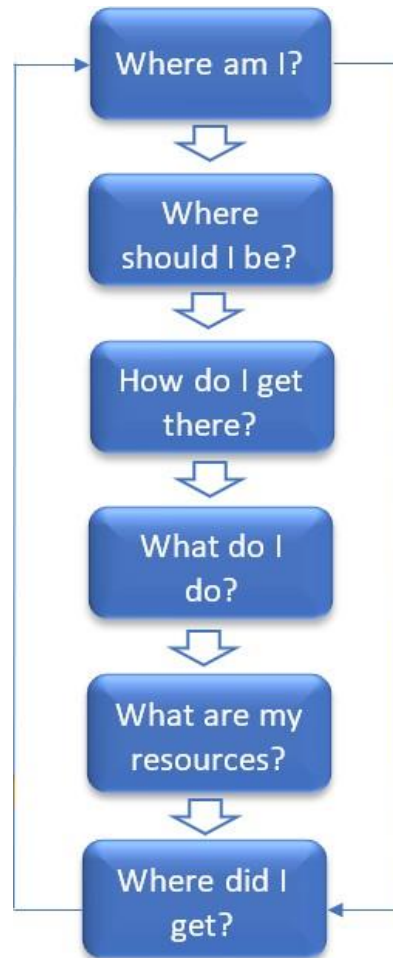 Where am I?
Where
should I be?
How do I get
there?
What do I
do?
What are my
resources?
Where did I
get?